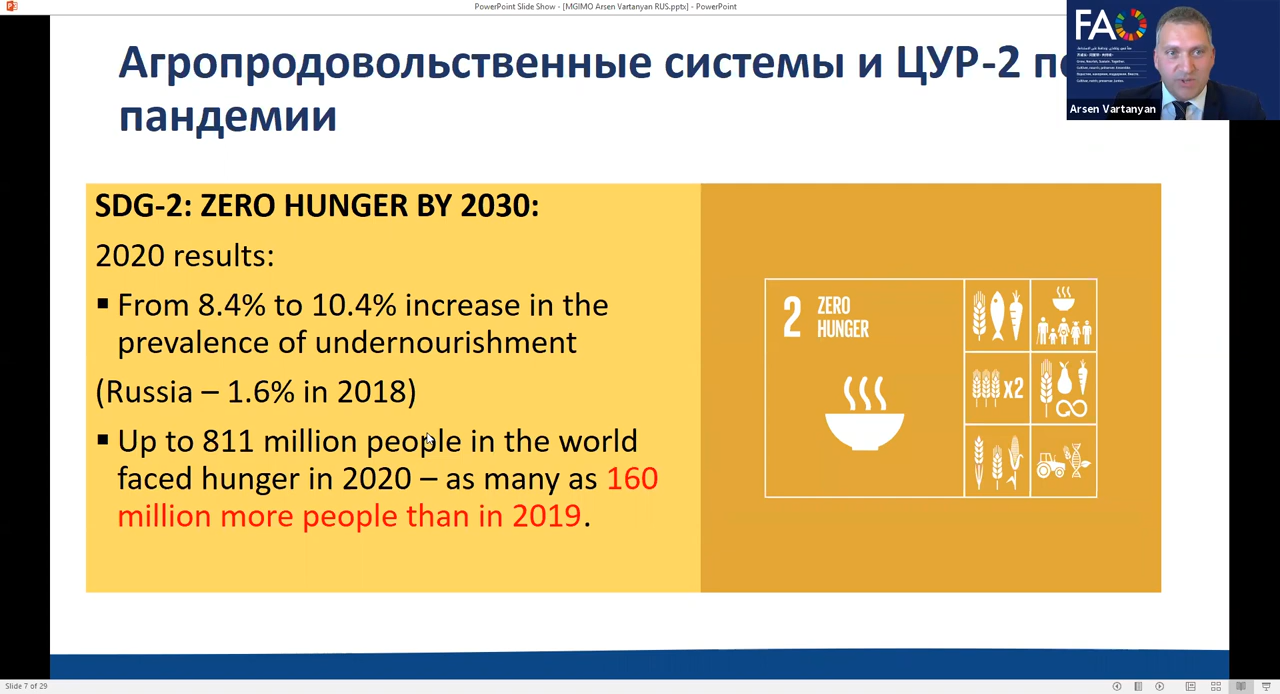 PowerPoint Slide Show - [MGIMO Arsen Vartanyan RUS.pptx] - PowerPoint
FAO
Arsen Vartanyan
Агропродовольственные системы и ЦУР-2
пандемии
SDG-2: ZERO HUNGER BY 2030:
2020 results:
▪ From 8.4% to 10.4% increase in the
prevalence of undernourishment
(Russia – 1.6% in 2018)
▪ Up to 811 million people in the world
faced hunger in 2020 – as many as 160
million more people than in 2019.
2 ZERO
HUNGER
x2
Slide 7 of 29